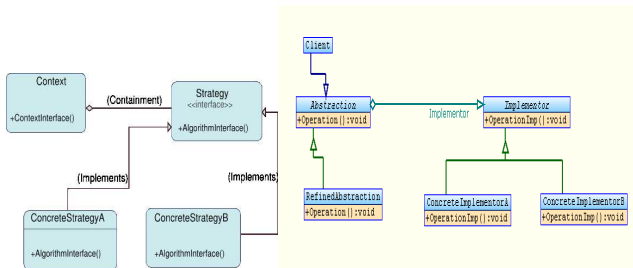 Context
+ContextInterface()
(Containment)
Strategy
<<interface>>
+AlgorithmInterface()
(Implements)
(Implements)
ConcreteStrategyA
+AlgorithmInterface()
ConcreteStrategyB
+AlgorithmInterface()
Client
Abstraction
+Operation():void
Implementor
Implementor
+OperationImp():void
RefinedAbstraction
+Operation():void
ConcreteImplementorA
+OperationImp():void
ConcreteImplementorB
+OperationImp():void